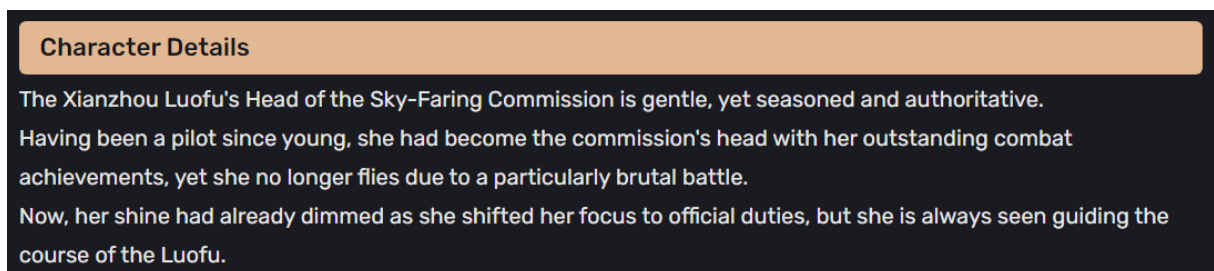 Character Details
The Xianzhou Luofu's Head of the Sky-Faring Commission is gentle, yet seasoned and authoritative.
Having been a pilot since young, she had become the commission's head with her outstanding combat
achievements, yet she no longer flies due to a particularly brutal battle.
Now, her shine had already dimmed as she shifted her focus to official duties, but she is always seen guiding the
course of the Luofu.